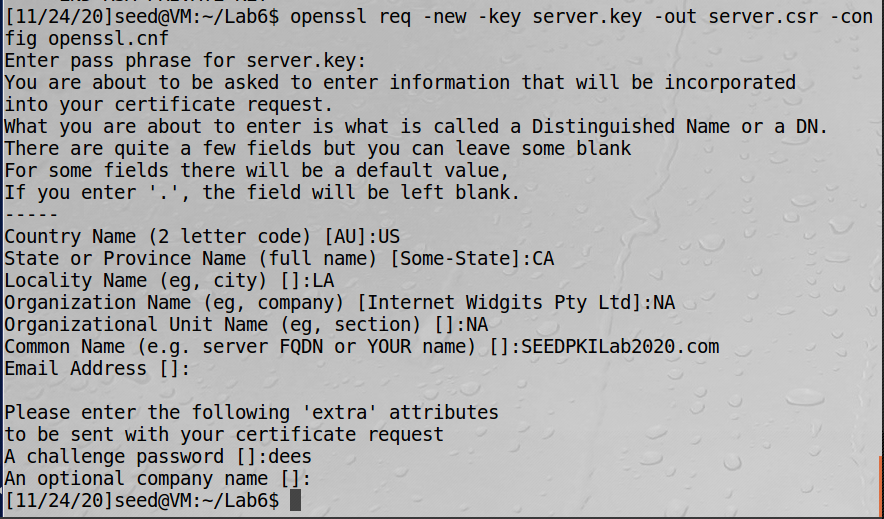 [11/24/20]seed@VM:~/Lab6$ openssl req -new -key server.key -out server.csr -con
fig openssl.cnf
Enter pass phrase for server.key:
You are about to be asked to enter information that will be incorporated
into your certificate request.
What you are about to enter is what is called a Distinguished Name or a DN.
There are quite a few fields but you can leave some blank
For some fields there will be a default value,
If you enter '.', the field will be left blank.
-----
Country Name (2 letter code) [AU]:US
State or Province Name (full name) [Some-State]:CA
Locality Name (eg, city) []:LA
Organization Name (eg, company) [Internet Widgits Pty Ltd]:NA
Organizational Unit Name (eg, section) []:NA
Common Name (e.g. server FQDN or YOUR name) []:SEEDPKILab2020.com
Email Address []:
Please enter the following 'extra' attributes
to be sent with your certificate request
A challenge password []:dees
An optional company name []:
[11/24/20]seed@VM:~/Lab6$